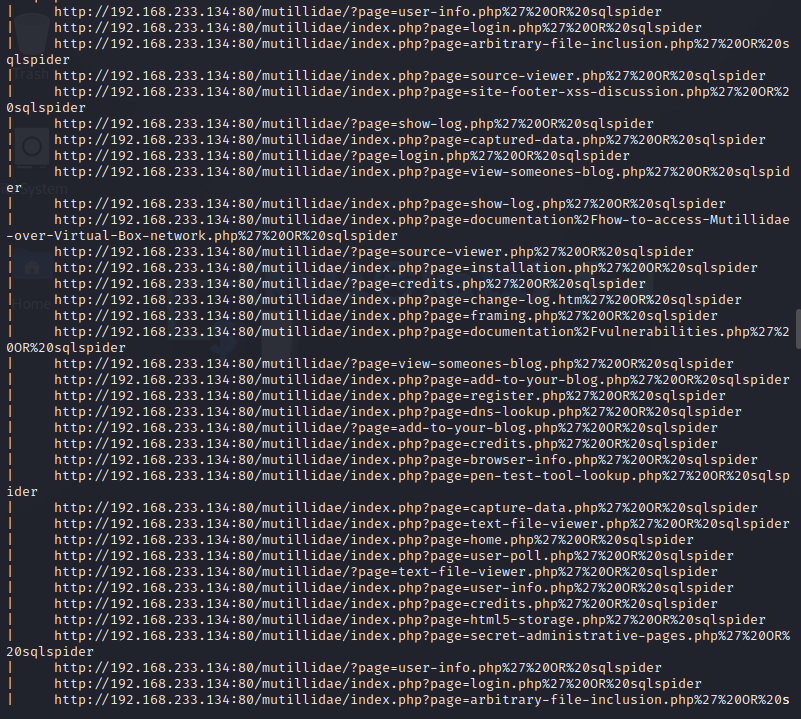 |     http://192.168.233.134:80/mutillidae/?page=user-info.php%27%20OR%20sqlspider
|     http://192.168.233.134:80/mutillidae/index.php?page=login.php%27%20OR%20sqlspider
|     http://192.168.233.134:80/mutillidae/index.php?page=arbitrary-file-inclusion.php%27%20OR%20s
qlspider
|     http://192.168.233.134:80/mutillidae/index.php?page=source-viewer.php%27%20OR%20sqlspider
|     http://192.168.233.134:80/mutillidae/index.php?page=site-footer-xss-discussion.php%27%20OR%2
0sqlspider
|     http://192.168.233.134:80/mutillidae/?page=show-log.php%27%20OR%20sqlspider
|     http://192.168.233.134:80/mutillidae/index.php?page=captured-data.php%27%20OR%20sqlspider
|     http://192.168.233.134:80/mutillidae/?page=login.php%27%20OR%20sqlspider
|     http://192.168.233.134:80/mutillidae/index.php?page=view-someones-blog.php%27%20OR%20sqlspid
er
|     http://192.168.233.134:80/mutillidae/index.php?page=show-log.php%27%20OR%20sqlspider
|     http://192.168.233.134:80/mutillidae/index.php?page=documentation%2Fhow-to-access-Mutillidae
-over-Virtual-Box-network.php%27%20OR%20sqlspider
|     http://192.168.233.134:80/mutillidae/?page=source-viewer.php%27%20OR%20sqlspider
|     http://192.168.233.134:80/mutillidae/index.php?page=installation.php%27%20OR%20sqlspider
|     http://192.168.233.134:80/mutillidae/?page=credits.php%27%20OR%20sqlspider
|     http://192.168.233.134:80/mutillidae/index.php?page=change-log.htm%27%20OR%20sqlspider
|     http://192.168.233.134:80/mutillidae/index.php?page=framing.php%27%20OR%20sqlspider
|     http://192.168.233.134:80/mutillidae/index.php?page=documentation%2Fvulnerabilities.php%27%2
0OR%20sqlspider
|     http://192.168.233.134:80/mutillidae/?page=view-someones-blog.php%27%20OR%20sqlspider
|     http://192.168.233.134:80/mutillidae/index.php?page=add-to-your-blog.php%27%20OR%20sqlspider
|     http://192.168.233.134:80/mutillidae/index.php?page=register.php%27%20OR%20sqlspider
|     http://192.168.233.134:80/mutillidae/index.php?page=dns-lookup.php%27%20OR%20sqlspider
|     http://192.168.233.134:80/mutillidae/?page=add-to-your-blog.php%27%20OR%20sqlspider
|     http://192.168.233.134:80/mutillidae/index.php?page=credits.php%27%20OR%20sqlspider
|     http://192.168.233.134:80/mutillidae/index.php?page=browser-info.php%27%20OR%20sqlspider
|     http://192.168.233.134:80/mutillidae/index.php?page=pen-test-tool-lookup.php%27%20OR%20sqlsp
ider
|     http://192.168.233.134:80/mutillidae/index.php?page=capture-data.php%27%20OR%20sqlspider
|     http://192.168.233.134:80/mutillidae/index.php?page=text-file-viewer.php%27%20OR%20sqlspider
|     http://192.168.233.134:80/mutillidae/index.php?page=home.php%27%20OR%20sqlspider
|     http://192.168.233.134:80/mutillidae/index.php?page=user-poll.php%27%20OR%20sqlspider
|     http://192.168.233.134:80/mutillidae/?page=text-file-viewer.php%27%20OR%20sqlspider
|     http://192.168.233.134:80/mutillidae/index.php?page=user-info.php%27%20OR%20sqlspider
|     http://192.168.233.134:80/mutillidae/index.php?page=credits.php%27%20OR%20sqlspider
|     http://192.168.233.134:80/mutillidae/index.php?page=html5-storage.php%27%20OR%20sqlspider
|     http://192.168.233.134:80/mutillidae/index.php?page=secret-administrative-pages.php%27%20OR%
20sqlspider
|     http://192.168.233.134:80/mutillidae/?page=user-info.php%27%20OR%20sqlspider
|     http://192.168.233.134:80/mutillidae/index.php?page=login.php%27%20OR%20sqlspider
|     http://192.168.233.134:80/mutillidae/index.php?page=arbitrary-file-inclusion.php%27%20OR%20s
Trash
System
Home